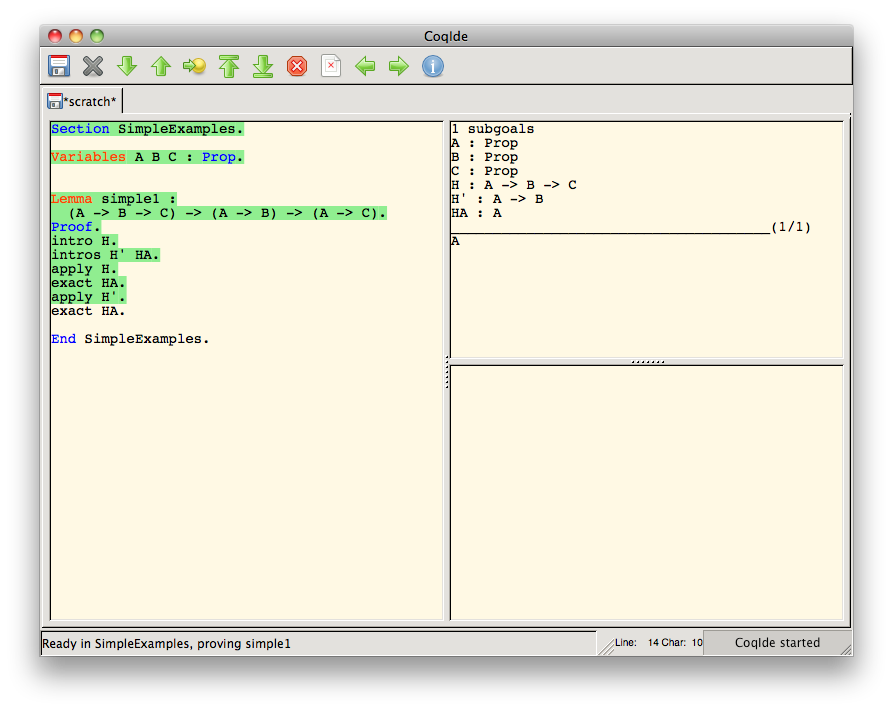 CoqIde
*scratch*
Section SimpleExamples.
Variables A B C : Prop.
Lemma simple1 :
(A -> B -> C) -> (A -> B) -> (A -> C).
Proof.
intro H.
intros H' HA.
apply H.
exact HA.
apply H'.
exact HA.
End SimpleExamples.
1 subgoals
A : Prop
B : Prop
C : Prop
H : A -> B -> C
H' : A -> B
HA : A
______________________________________(1/1)
A
Ready in SimpleExamples, proving simple1
Line: 14 Char: 10
CoqIde started